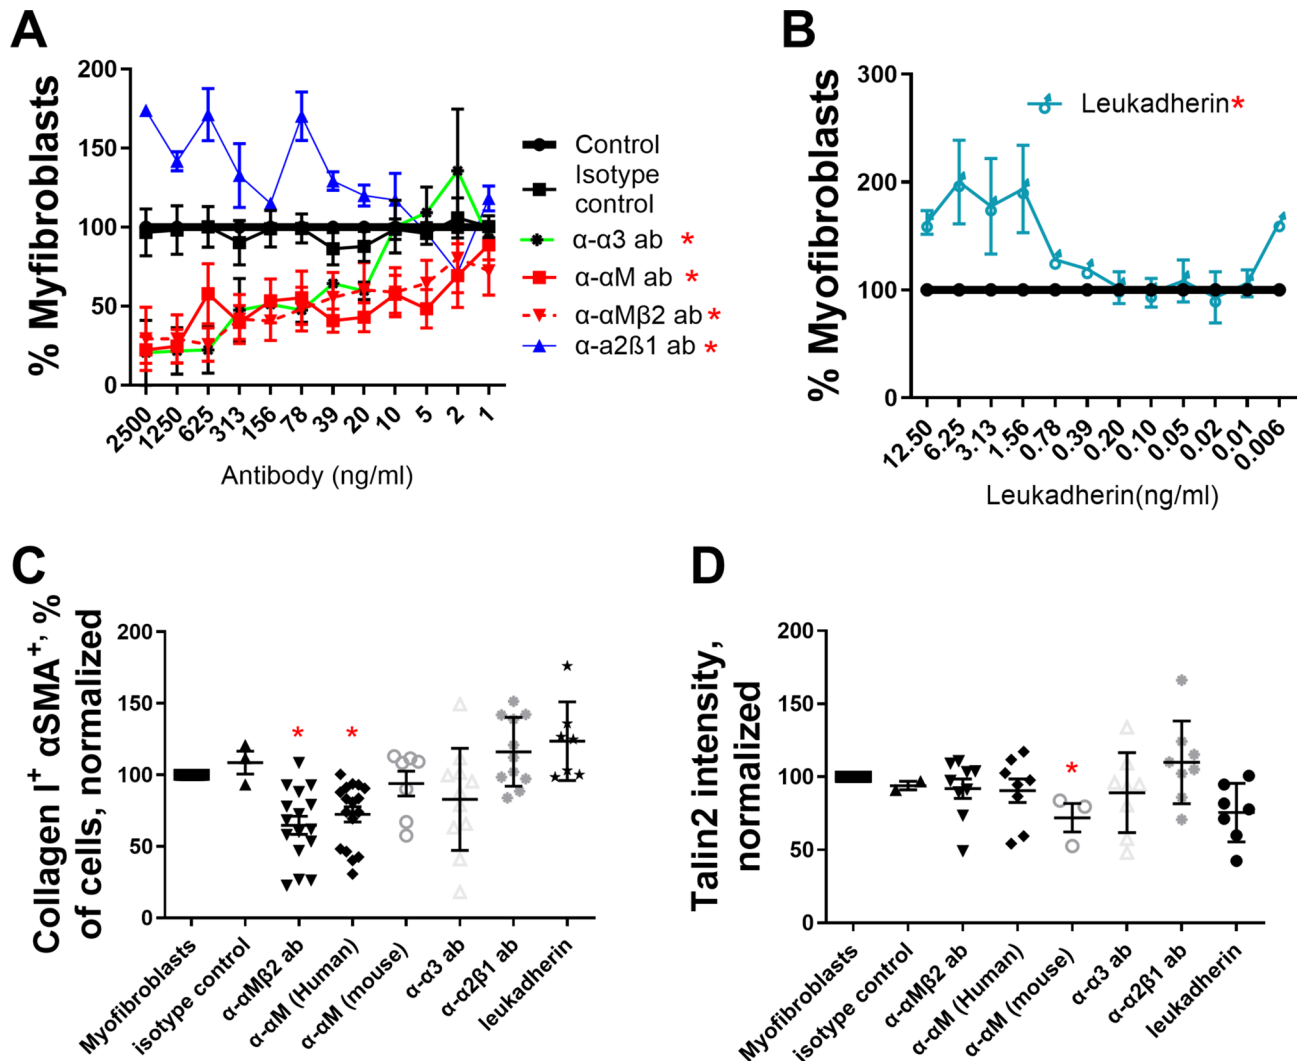 A
% Myfibroblasts
200
150
100
50
0
2500
1250
625
313
156
78
39
20
10
5
2
1
Antibody (ng/ml)
Control
Isotype
control
α-α3 ab *
α-αM ab *
α-αMβ2 ab *
α-a2ß1 ab *
B
% Myofibroblasts
300
200
100
0
Leukadherin*
12.50
6.25
3.13
1.56
0.78
0.39
0.20
0.10
0.05
0.02
0.01
0.006
Leukadherin(ng/ml)
C
Collagen I⁺ αSMA⁺, %
of cells, normalized
200
150
100
50
0
*
*
Myofibroblasts
isotype control
α-αMβ2 ab
α-αM (Human)
α-αM (mouse)
α-α3 ab
α-α2β1 ab
leukadherin
D
Talin2 intensity,
normalized
200
150
100
50
0
*
Myofibroblasts
isotype control
α-αMβ2 ab
α-αM (Human)
α-αM (mouse)
α-α3 ab
α-α2β1 ab
leukadherin